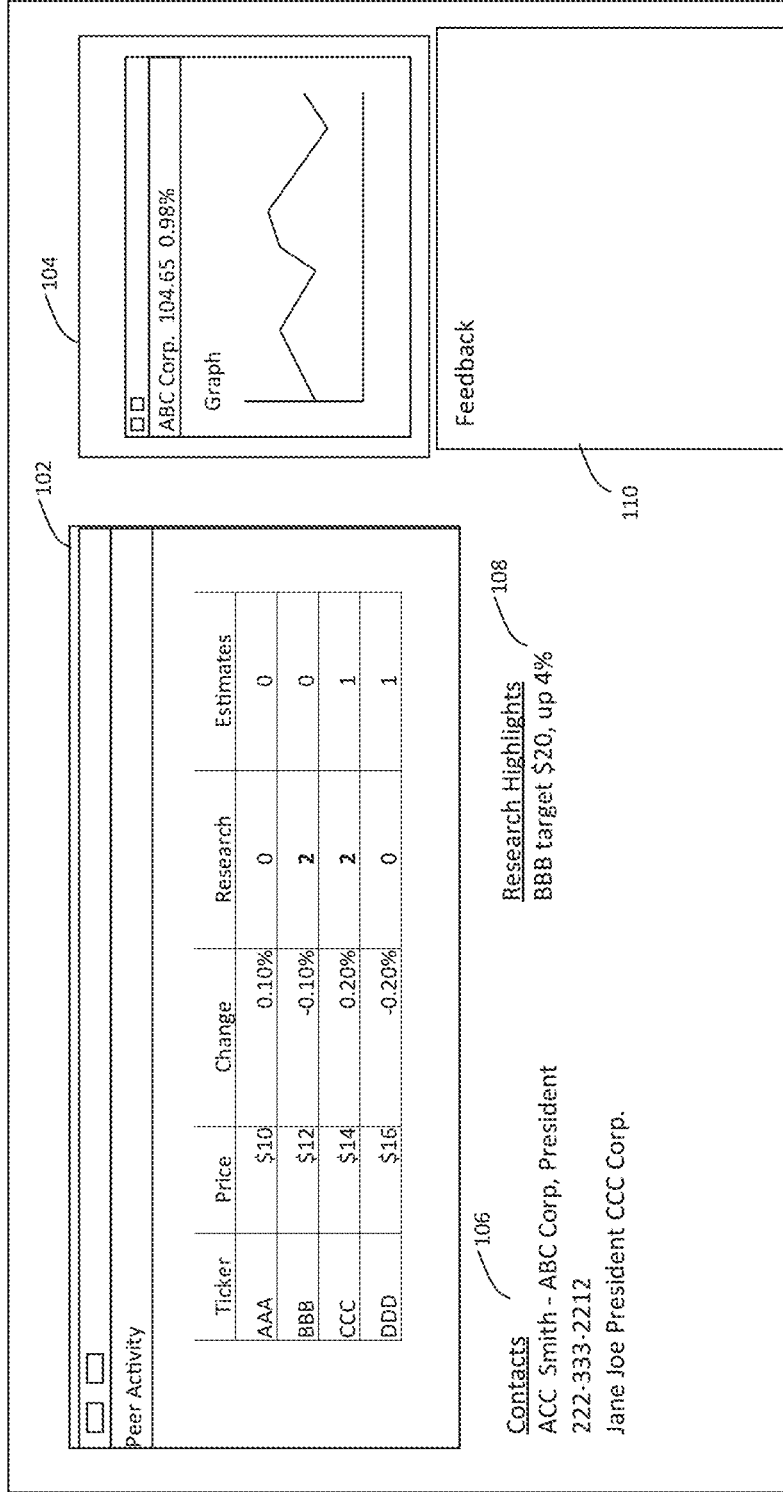 102
Peer Activity
Ticker Price Change Research Estimates
AAA $10 0.10% 0 0
BBB $12 -0.10% 2 0
CCC $14 0.20% 2 1
DDD $16 -0.20% 0 1
104
ABC Corp. 104.65 0.98%
Graph
106
Contacts
ACC Smith - ABC Corp, President
222-333-2212
Jane Joe President CCC Corp.
108
Research Highlights
BBB target $20, up 4%
110
Feedback